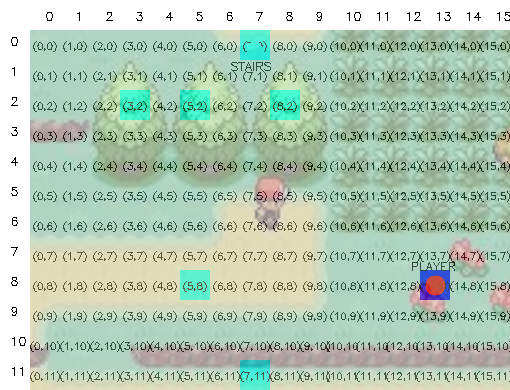 0 1 2 3 4 5 6 7 8 9 10 11 12 13 14 15
0 (0,0) (1,0) (2,0) (3,0) (4,0) (5,0) (6,0) (8,0) (9,0) (10,0) (11,0) (12,0) (13,0) (14,0) (15,0)
STAIRS
1 (0,1) (1,1) (2,1) (3,1) (4,1) (5,1) (6,1) (7,1) (8,1) (9,1) (10,1) (11,1) (12,1) (13,1) (14,1) (15,1)
2 (0,2) (1,2) (2,2) (3,2) (4,2) (5,2) (6,2) (7,2) (8,2) (9,2) (10,2) (11,2) (12,2) (13,2) (14,2) (15,2)
3 (0,3) (1,3) (2,3) (3,3) (4,3) (5,3) (6,3) (7,3) (8,3) (9,3) (10,3) (11,3) (12,3) (13,3) (14,3) (15,3)
4 (0,4) (1,4) (2,4) (3,4) (4,4) (5,4) (6,4) (7,4) (8,4) (9,4) (10,4) (11,4) (12,4) (13,4) (14,4) (15,4)
5 (0,5) (1,5) (2,5) (3,5) (4,5) (5,5) (6,5) (7,5) (8,5) (9,5) (10,5) (11,5) (12,5) (13,5) (14,5) (15,5)
6 (0,6) (1,6) (2,6) (3,6) (4,6) (5,6) (6,6) (7,6) (8,6) (9,6) (10,6) (11,6) (12,6) (13,6) (14,6) (15,6)
7 (0,7) (1,7) (2,7) (3,7) (4,7) (5,7) (6,7) (7,7) (8,7) (9,7) (10,7) (11,7) (12,7) (13,7) (14,7) (15,7)
PLAYER
8 (0,8) (1,8) (2,8) (3,8) (4,8) (5,8) (6,8) (7,8) (8,8) (9,8) (10,8) (11,8) (12,8) (14,8) (15,8)
9 (0,9) (1,9) (2,9) (3,9) (4,9) (5,9) (6,9) (7,9) (8,9) (9,9) (10,9) (11,9) (12,9) (13,9) (14,9) (15,9)
10 (0,10) (1,10) (2,10) (3,10) (4,10) (5,10) (6,10) (7,10) (8,10) (9,10) (10,10) (11,10) (12,10) (13,10) (14,10) (15,10)
11 (0,11) (1,11) (2,11) (3,11) (4,11) (5,11) (6,11) (7,11) (8,11) (9,11) (10,11) (11,11) (12,11) (13,11) (14,11) (15,11)